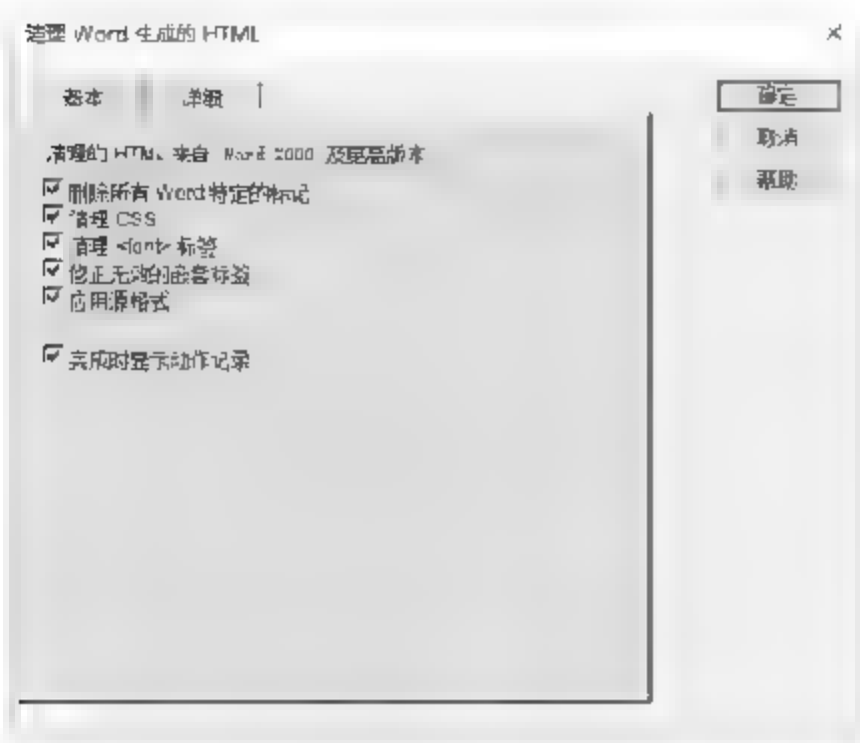 清理 Word 生成的 HTML
基本
详细
清理的 HTML 来自: Word 2000 及更高版本
删除所有 Word 特定的标记
清理 CSS
清理 <font> 标签
修正无效的嵌套标签
应用源格式
完成时显示动作记录
确定
取消
帮助